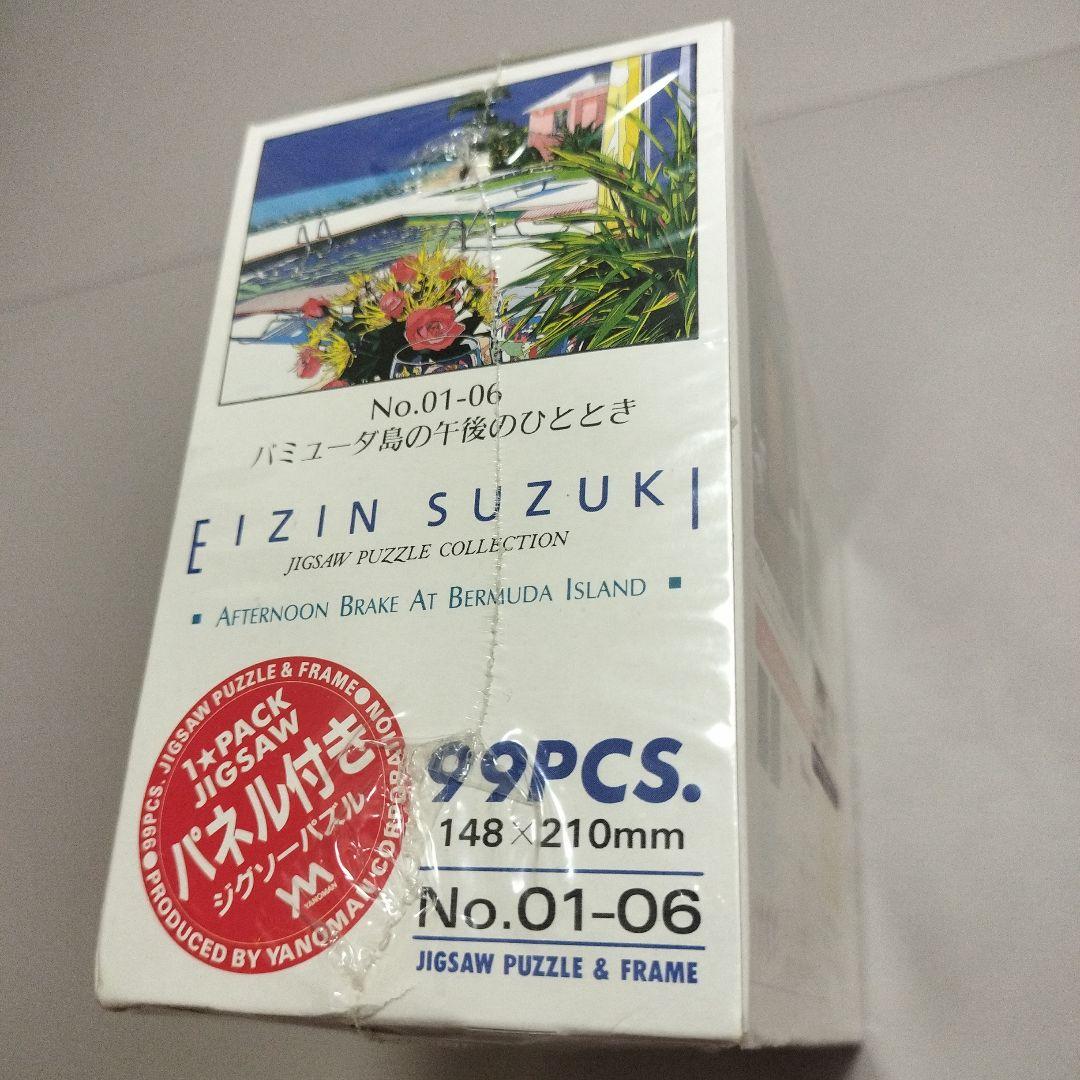 No.01-06
バミューダ島の午後のひととき
EIZIN SUZUKI
JIGSAW PUZZLE COLLECTION
▪ AFTERNOON BRAKE AT BERMUDA ISLAND ▪
●99PCS. JIGSAW PUZZLE & FRAME●
1★PACK
JIGSAW
パネル付き
ジグソーパズル
YM
YANOMAN
PRODUCED BY YANOMAN CORPORATION
99PCS.
148×210mm
No.01-06
JIGSAW PUZZLE & FRAME